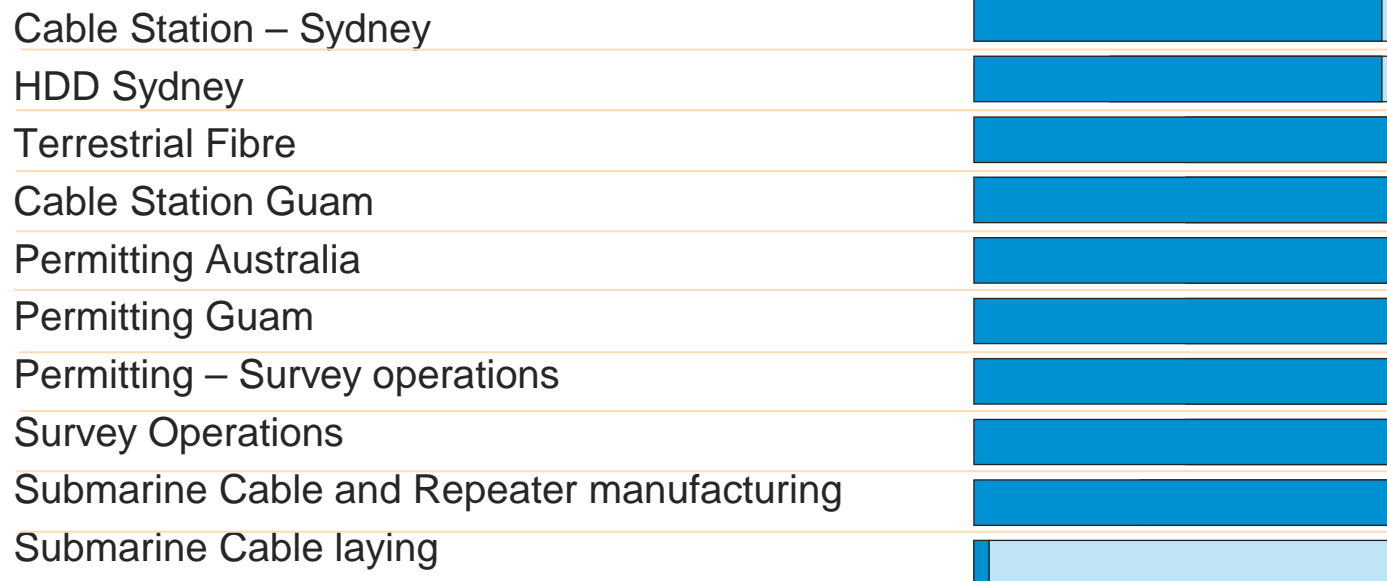 Cable Station – Sydney
HDD Sydney
Terrestrial Fibre
Cable Station Guam
Permitting Australia
Permitting Guam
Permitting – Survey operations
Survey Operations
Submarine Cable and Repeater manufacturing
Submarine Cable laying